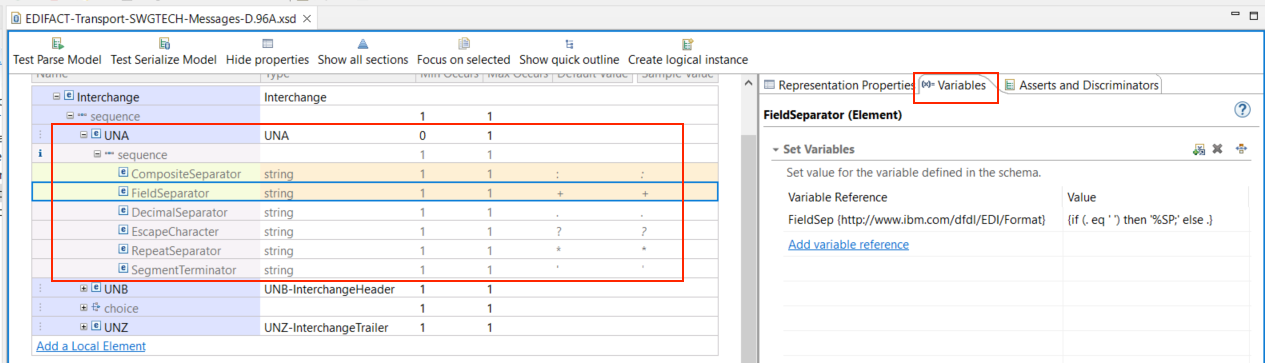 EDIFACT-Transport-SWGTECH-Messages-D.96A.xsd
Test Parse Model Test Serialize Model Hide properties Show all sections Focus on selected Show quick outline Create logical instance
Name Type Min Occurs Max Occurs Default Value Sample Value
Interchange Interchange
sequence 1 1
UNA UNA 0 1
sequence 1 1
CompositeSeparator string 1 1 : :
FieldSeparator string 1 1 + +
DecimalSeparator string 1 1 . .
EscapeCharacter string 1 1 ? ?
RepeatSeparator string 1 1 * *
SegmentTerminator string 1 1 ' '
UNB UNB-InterchangeHeader 1 1
choice 1 1
UNZ UNZ-InterchangeTrailer 1 1
Add a Local Element
Representation Properties (x)= Variables Asserts and Discriminators
FieldSeparator (Element)
Set Variables
Set value for the variable defined in the schema.
Variable Reference Value
FieldSep {http://www.ibm.com/dfdl/EDI/Format} {if (. eq ' ') then '%SP;' else .}
Add variable reference